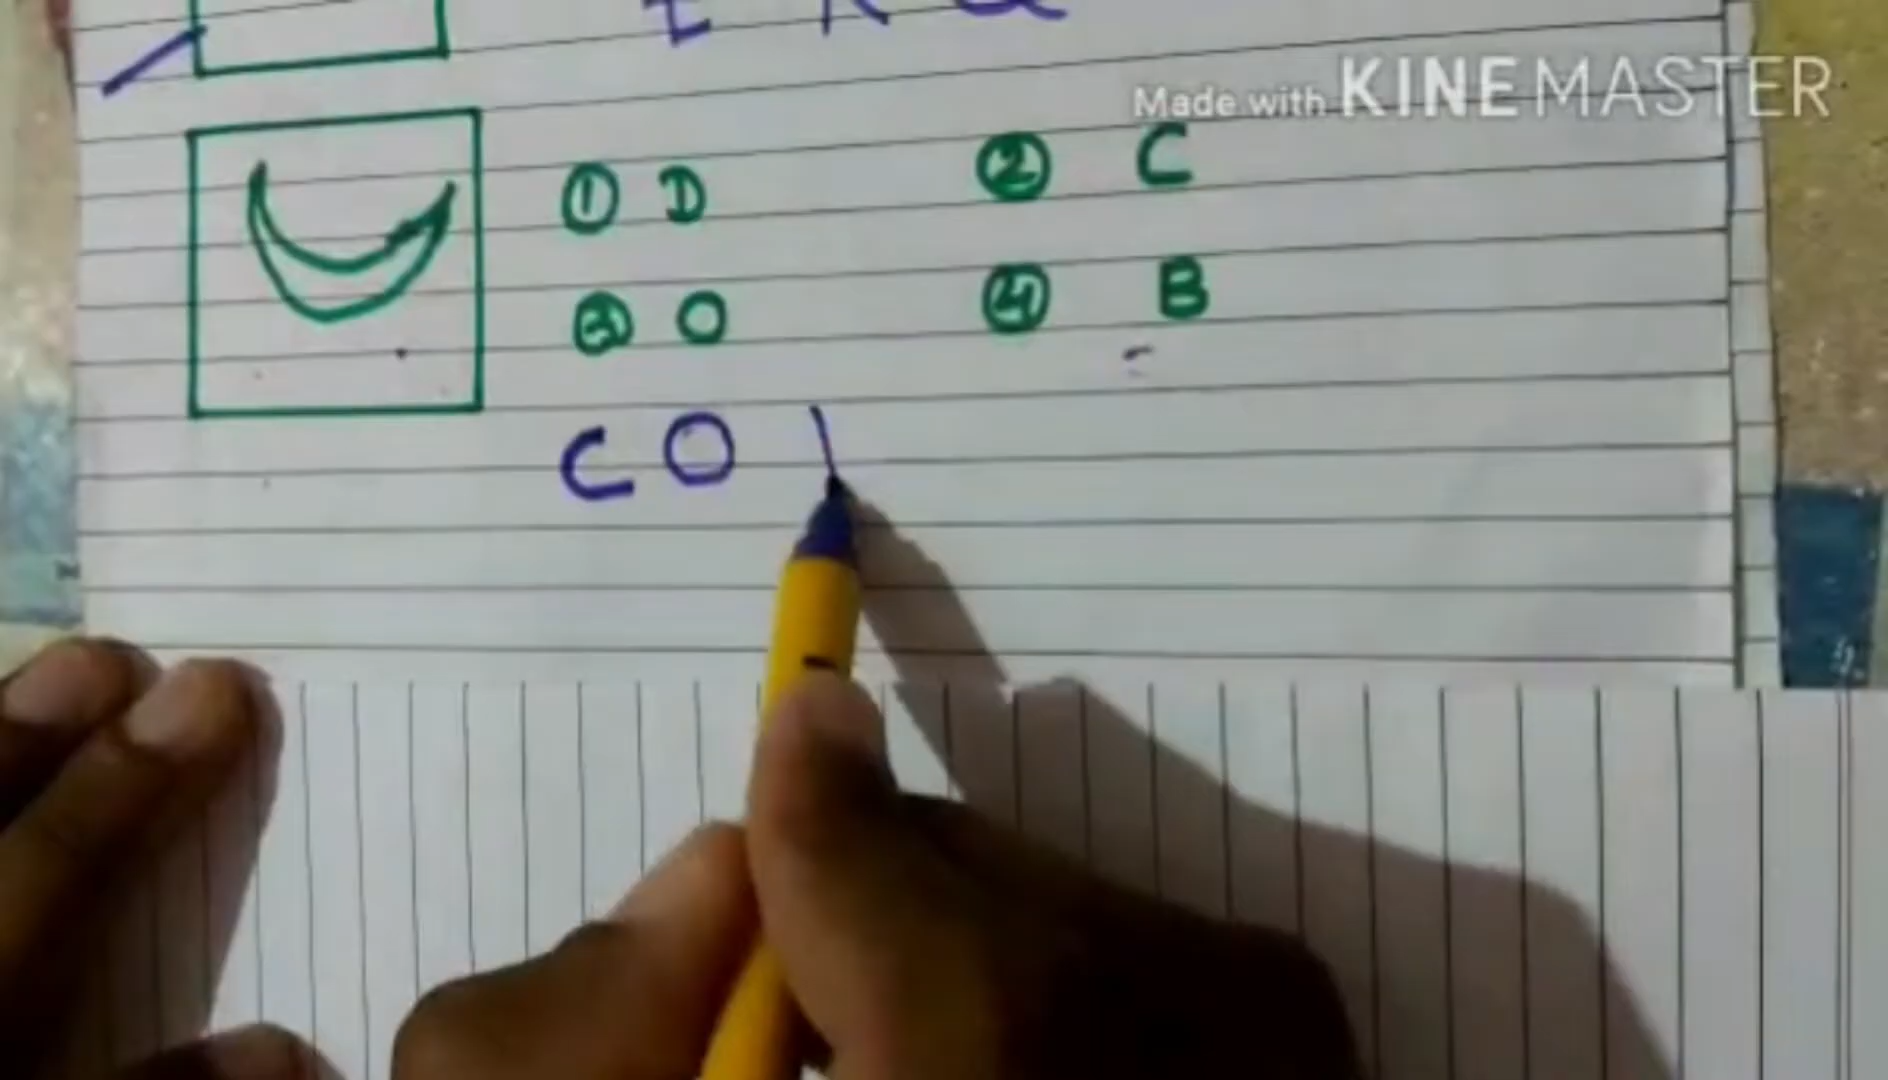 Made with KINEMASTER
① D ② C
③ O ④ B
C O \